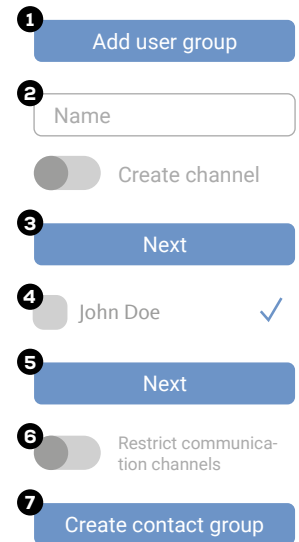 1
Add user group
2
Name
Create channel
3
Next
4
John Doe
5
Next
6
Restrict communica-
tion channels
7
Create contact group